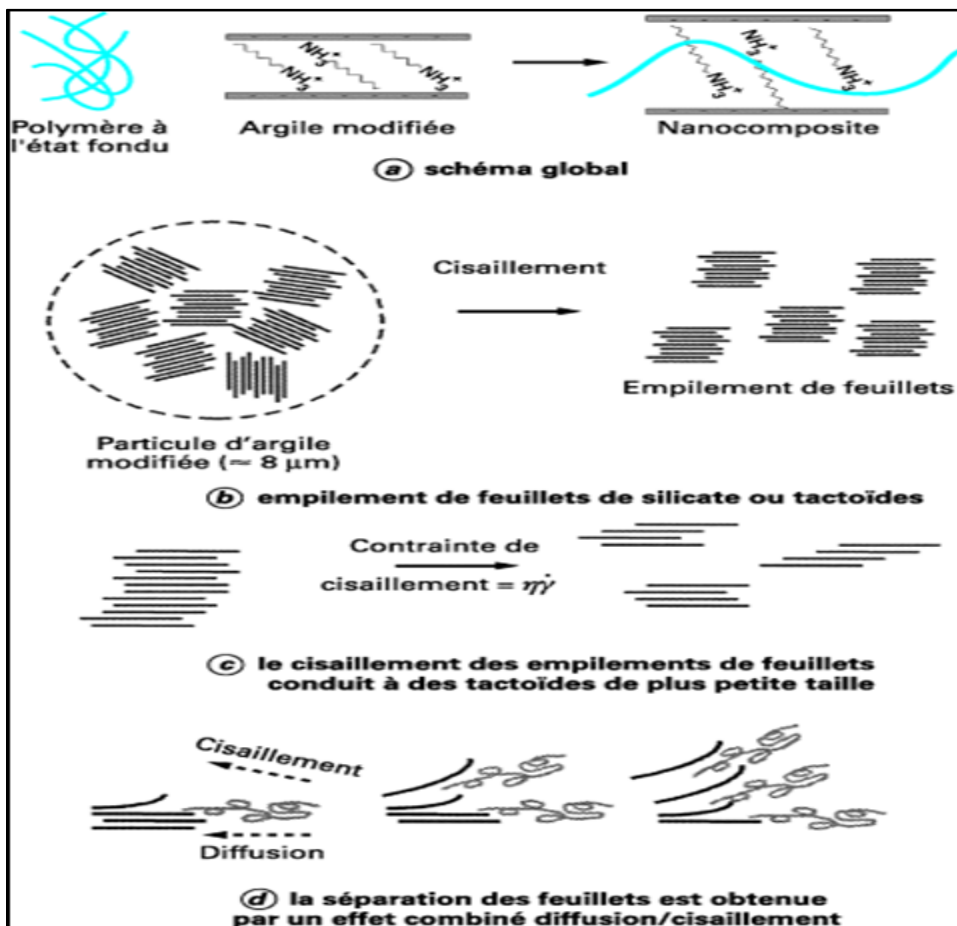 NH₃⁺
NH₃⁺
NH₃⁺
NH₃⁺
NH₃⁺
NH₃⁺
Polymère à
l'état fondu
Argile modifiée
Nanocomposite
ⓐ schéma global
Cisaillement
Empilement de feuillets
Particule d'argile
modifiée (≈ 8 μm)
ⓑ empilement de feuillets de silicate ou tactoïdes
Contrainte de
cisaillement = ηγ̇
ⓒ le cisaillement des empilements de feuillets
conduit à des tactoïdes de plus petite taille
Cisaillement
Diffusion
ⓓ la séparation des feuillets est obtenue
par un effet combiné diffusion/cisaillement